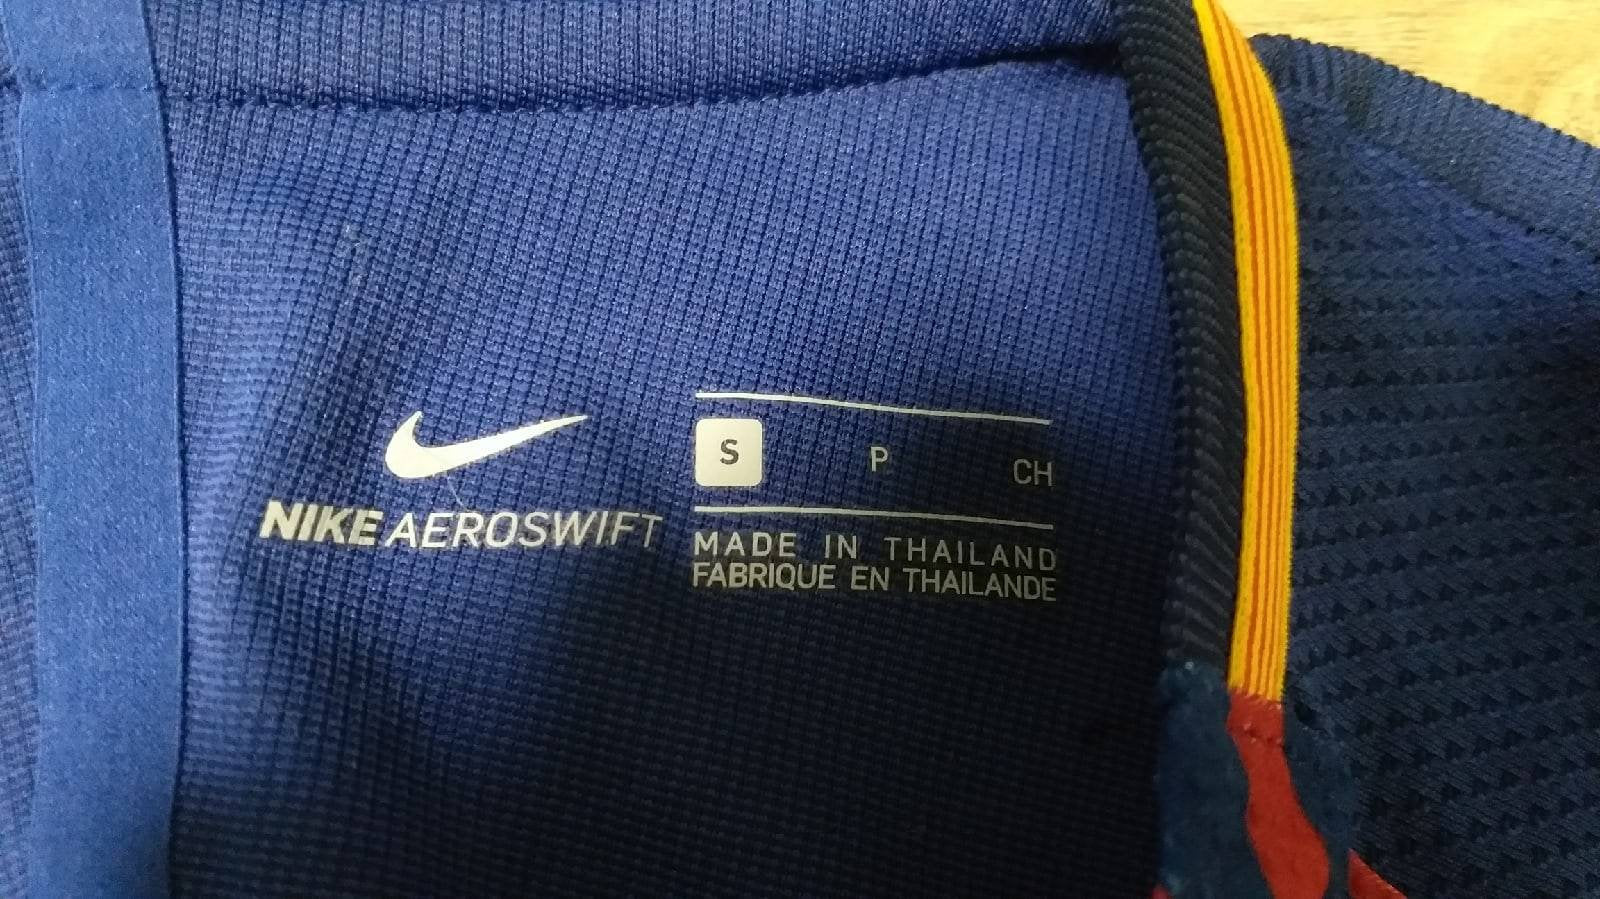 NIKE AEROSWIFT
S P CH
MADE IN THAILAND
FABRIQUE EN THAILANDE